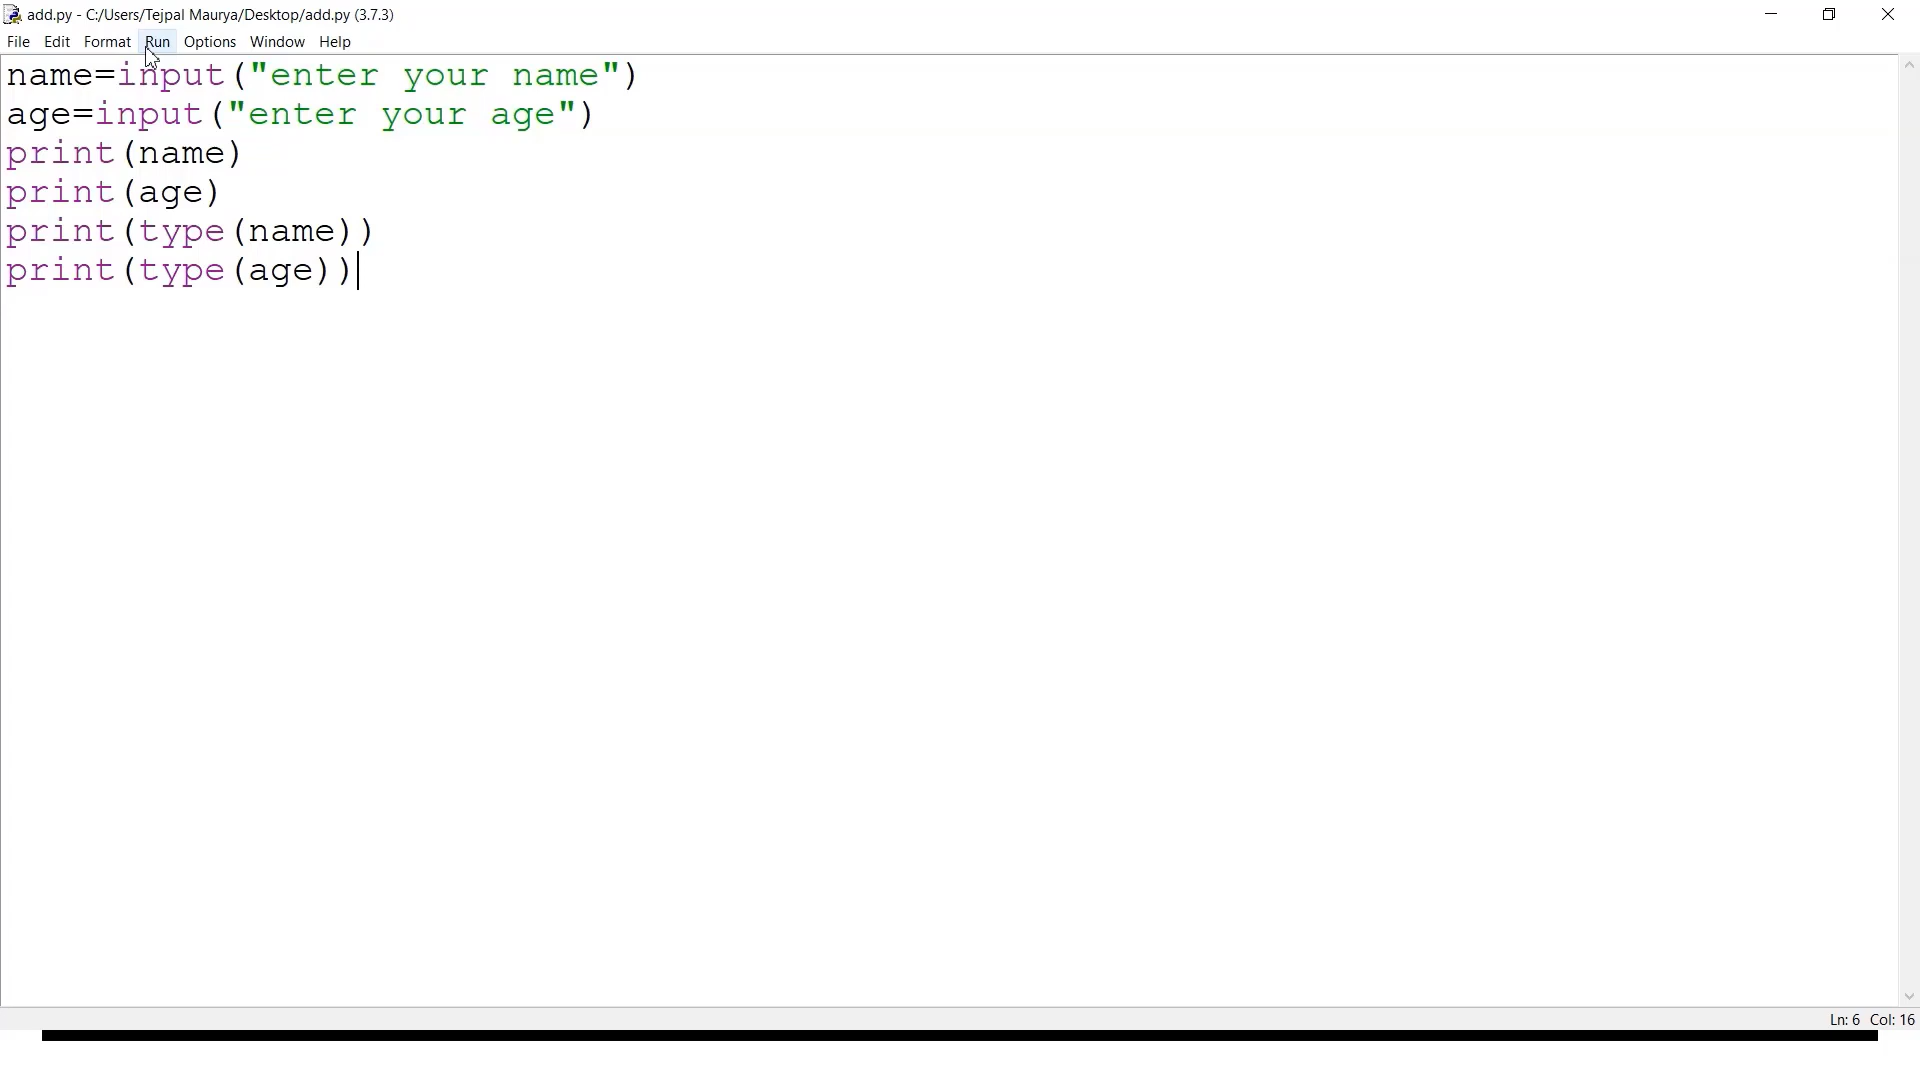 add.py - C:/Users/Tejpal Maurya/Desktop/add.py (3.7.3)
File Edit Format Run Options Window Help
name=input("enter your name")
age=input("enter your age")
print(name)
print(age)
print(type(name))
print(type(age))
Ln: 6 Col: 16